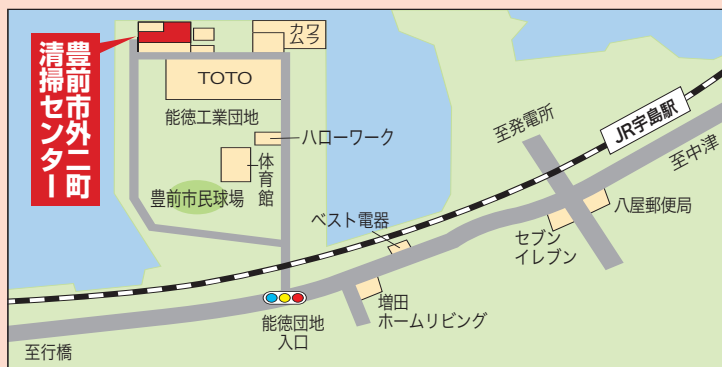 豊前市外二町
清掃センター
カワ
ムラ
TOTO
能徳工業団地
ハローワーク
体育館
豊前市民球場
至発電所
JR宇島駅
至中津
八屋郵便局
セブン
イレブン
ベスト電器
増田
ホームリビング
能徳団地
入口
至行橋